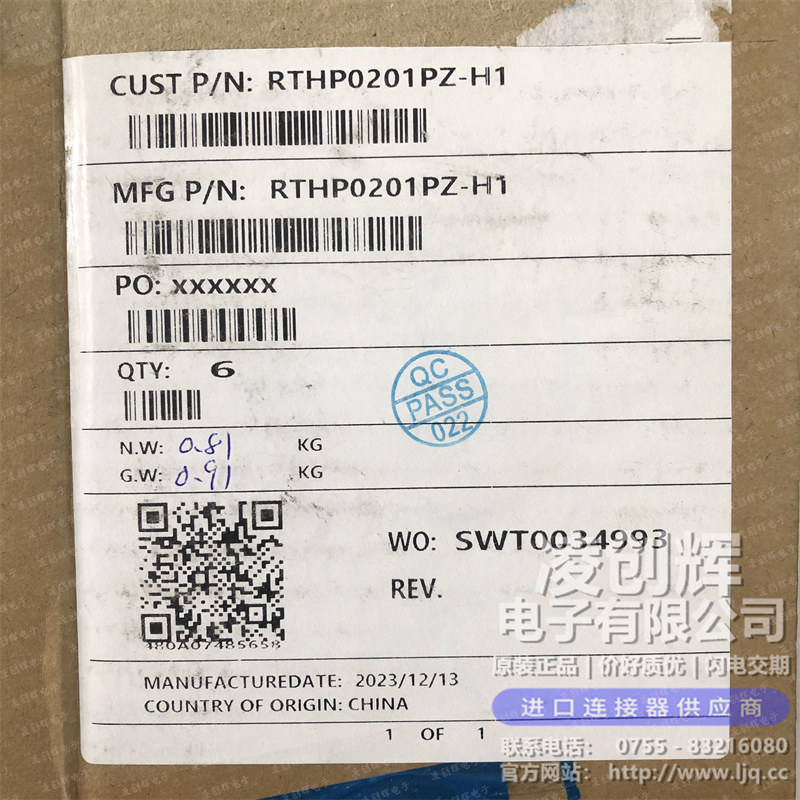 CUST P/N: RTHP0201PZ-H1
MFG P/N: RTHP0201PZ-H1
PO: xxxxxx
QTY: 6
QC
PASS
022
N.W: 0.81 KG
G.W: 0.91 KG
WO: SWT0034993
REV.
480A07485658
MANUFACTUREDATE: 2023/12/13
COUNTRY OF ORIGIN: CHINA
1 OF 1
凌创辉
电子有限公司
原装正品 | 价好质优 | 闪电交期
进口连接器供应商
联系电话： 0755 - 83216080
官方网站： http://www.ljq.cc